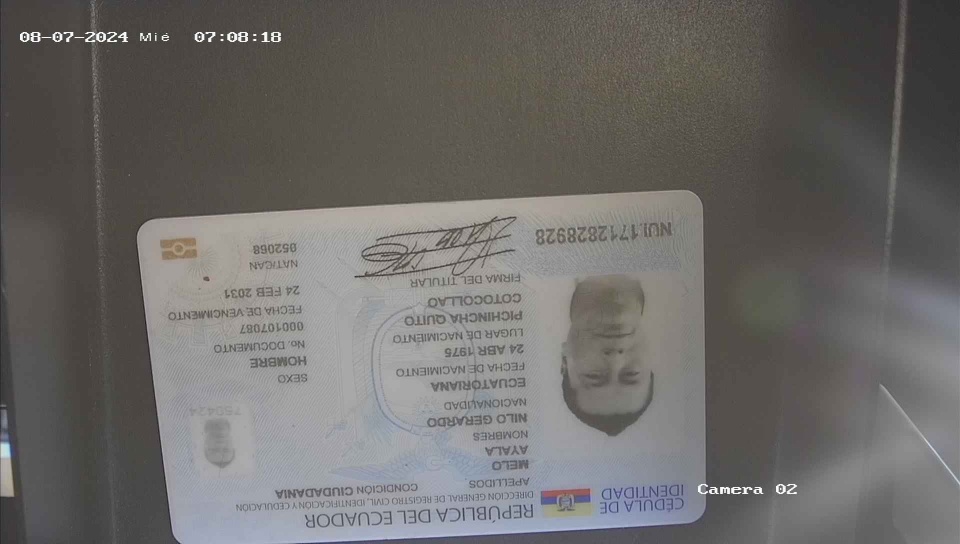 08-07-2024 Mié 07:08:18
CÉDULA DE IDENTIDAD
REPÚBLICA DEL ECUADOR
DIRECCIÓN GENERAL DE REGISTRO CIVIL, IDENTIFICACIÓN Y CEDULACIÓN
APELLIDOS
CONDICIÓN CIUDADANÍA
MELO
AYALA
NOMBRES
NILO GERARDO
NACIONALIDAD
ECUATORIANA
FECHA DE NACIMIENTO
24 ABR 1975
LUGAR DE NACIMIENTO
PICHINCHA QUITO
COTOCOLLAO
FIRMA DEL TITULAR
750424
SEXO
HOMBRE
No. DOCUMENTO
000107087
FECHA DE VENCIMIENTO
24 FEB 2031
NAT/CAN
052068
NUI.1712828928
Camera 02